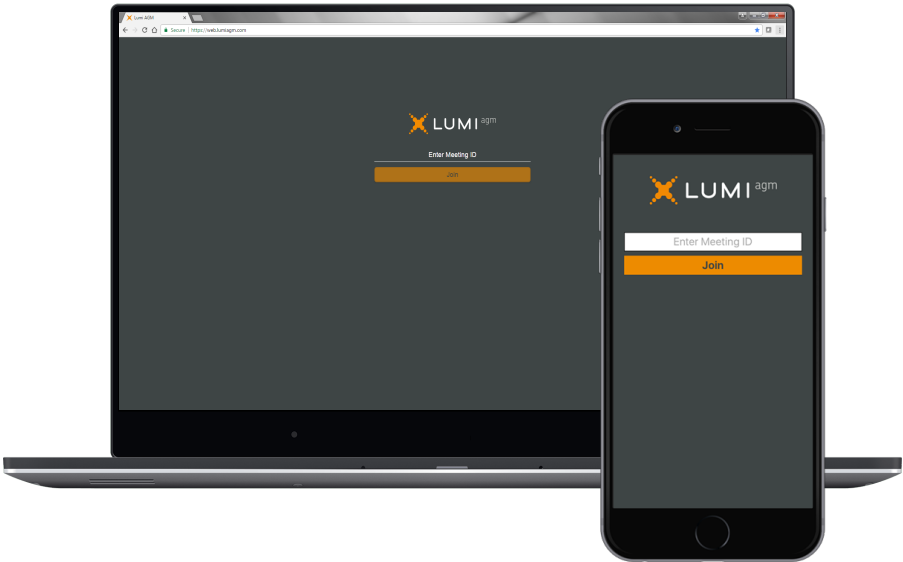 Lumi AGM
Secure | https://web.lumiagm.com
LUMI agm
Enter Meeting ID
Join
LUMI agm
Enter Meeting ID
Join